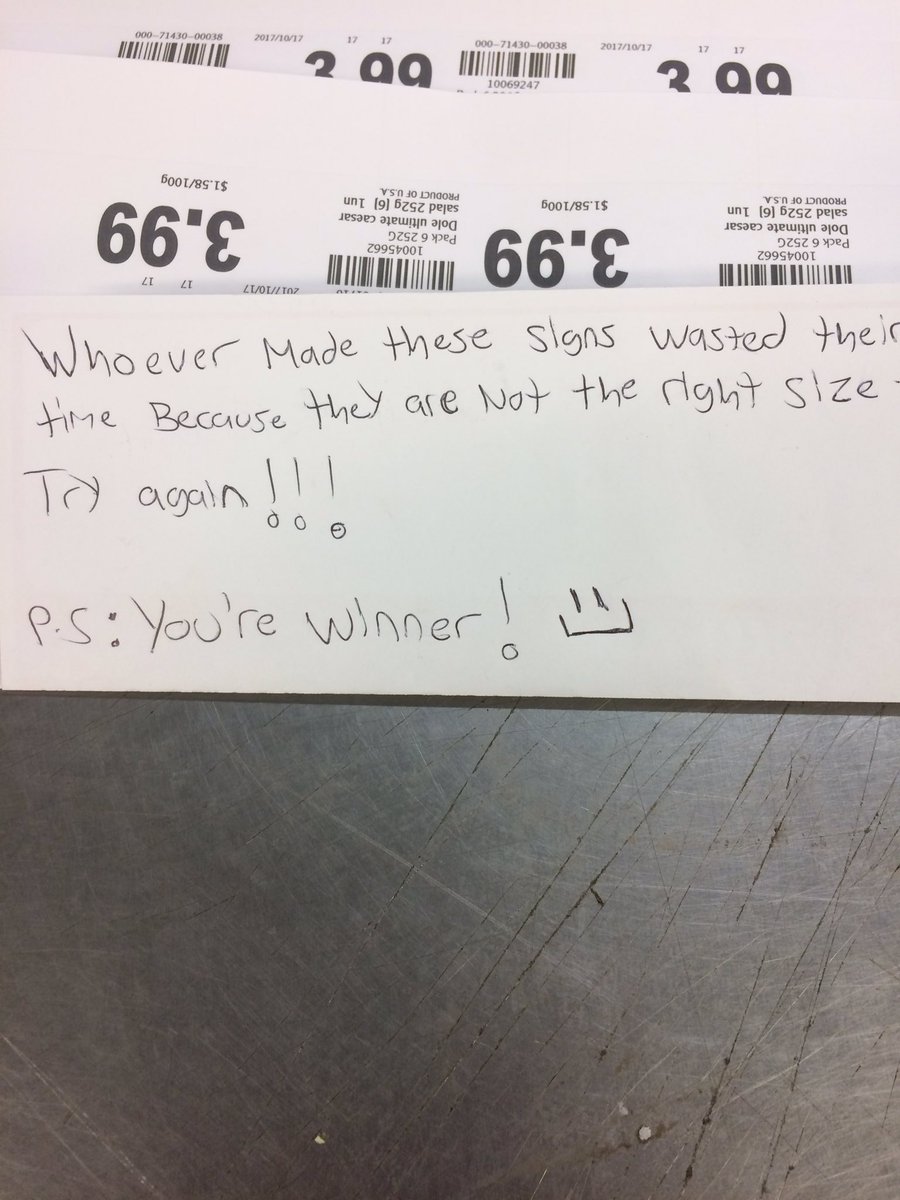 000-71430-00038 2017/10/17 17 17 000-71430-00038 2017/10/17 17 17
3.99 10069247 3.99
$1.58/100g
3.99
17 17 2017/10/17
PRODUCT OF U.S.A.
salad 252g [6] 1un
Dole ultimate caesar
Pack 6 252G
10045662
$1.58/100g
3.99
PRODUCT OF U.S.A.
salad 252g [6] 1un
Dole ultimate caesar
Pack 6 252G
10045662
Whoever Made these signs wasted their
time Because they are Not the right size -
Try again!!!
P.S: You're winner!